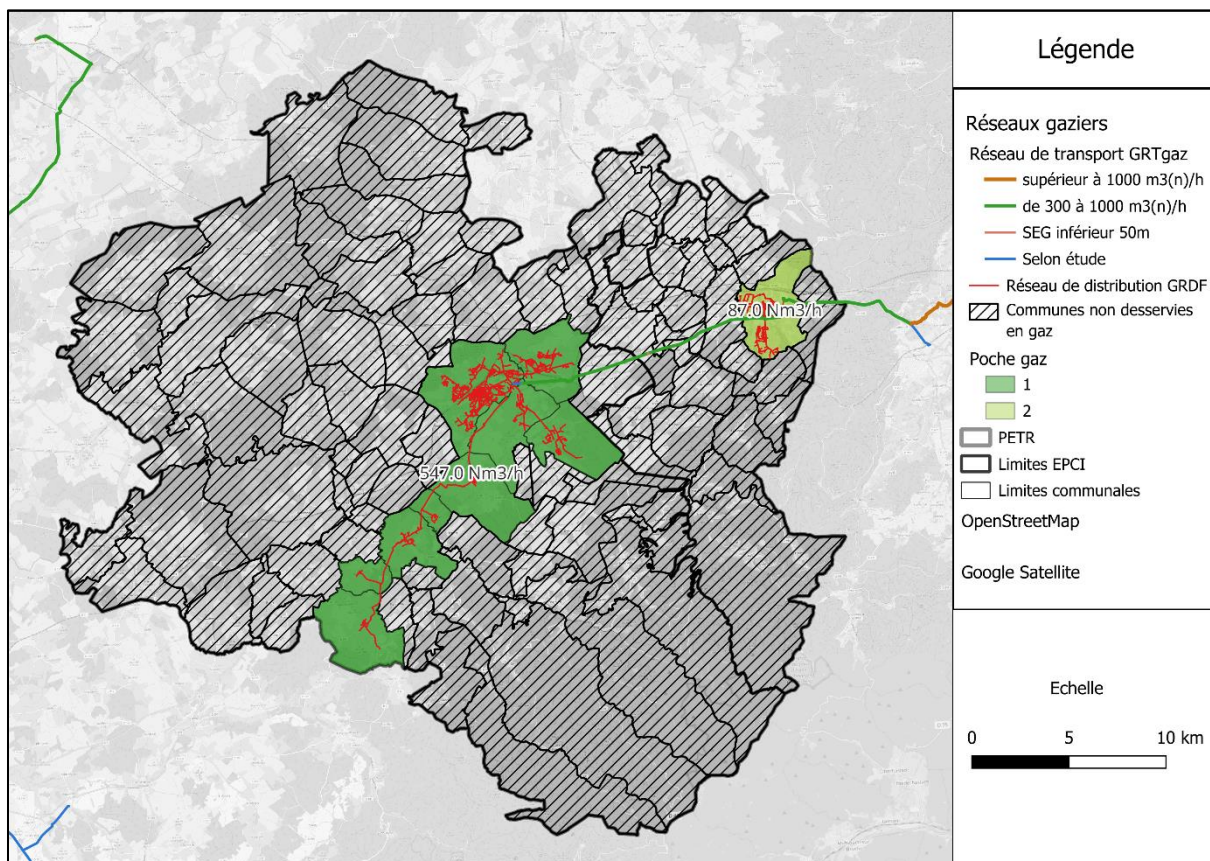 Légende
Réseaux gaziers
Réseau de transport GRTgaz
supérieur à 1000 m3(n)/h
de 300 à 1000 m3(n)/h
SEG inférieur 50m
Selon étude
Réseau de distribution GRDF
Communes non desservies
en gaz
Poche gaz
1
2
PETR
Limites EPCI
Limites communales
OpenStreetMap
Google Satellite
Echelle
0 5 10 km
87.0 Nm3/h
547.0 Nm3/h